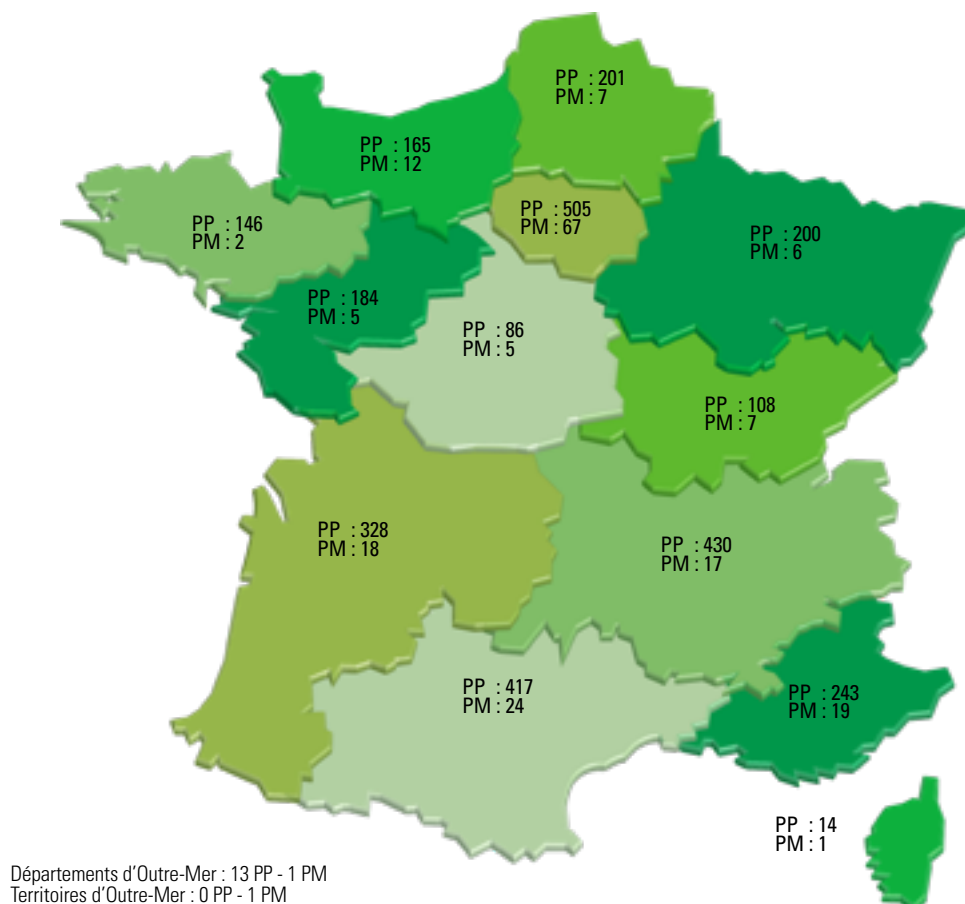 PP : 201
PM : 7
PP : 165
PM : 12
PP : 505
PM : 67
PP : 146
PM : 2
PP : 200
PM : 6
PP : 184
PM : 5
PP : 86
PM : 5
PP : 108
PM : 7
PP : 328
PM : 18
PP : 430
PM : 17
PP : 417
PM : 24
PP : 243
PM : 19
PP : 14
PM : 1
Départements d'Outre-Mer : 13 PP - 1 PM
Territoires d'Outre-Mer : 0 PP - 1 PM